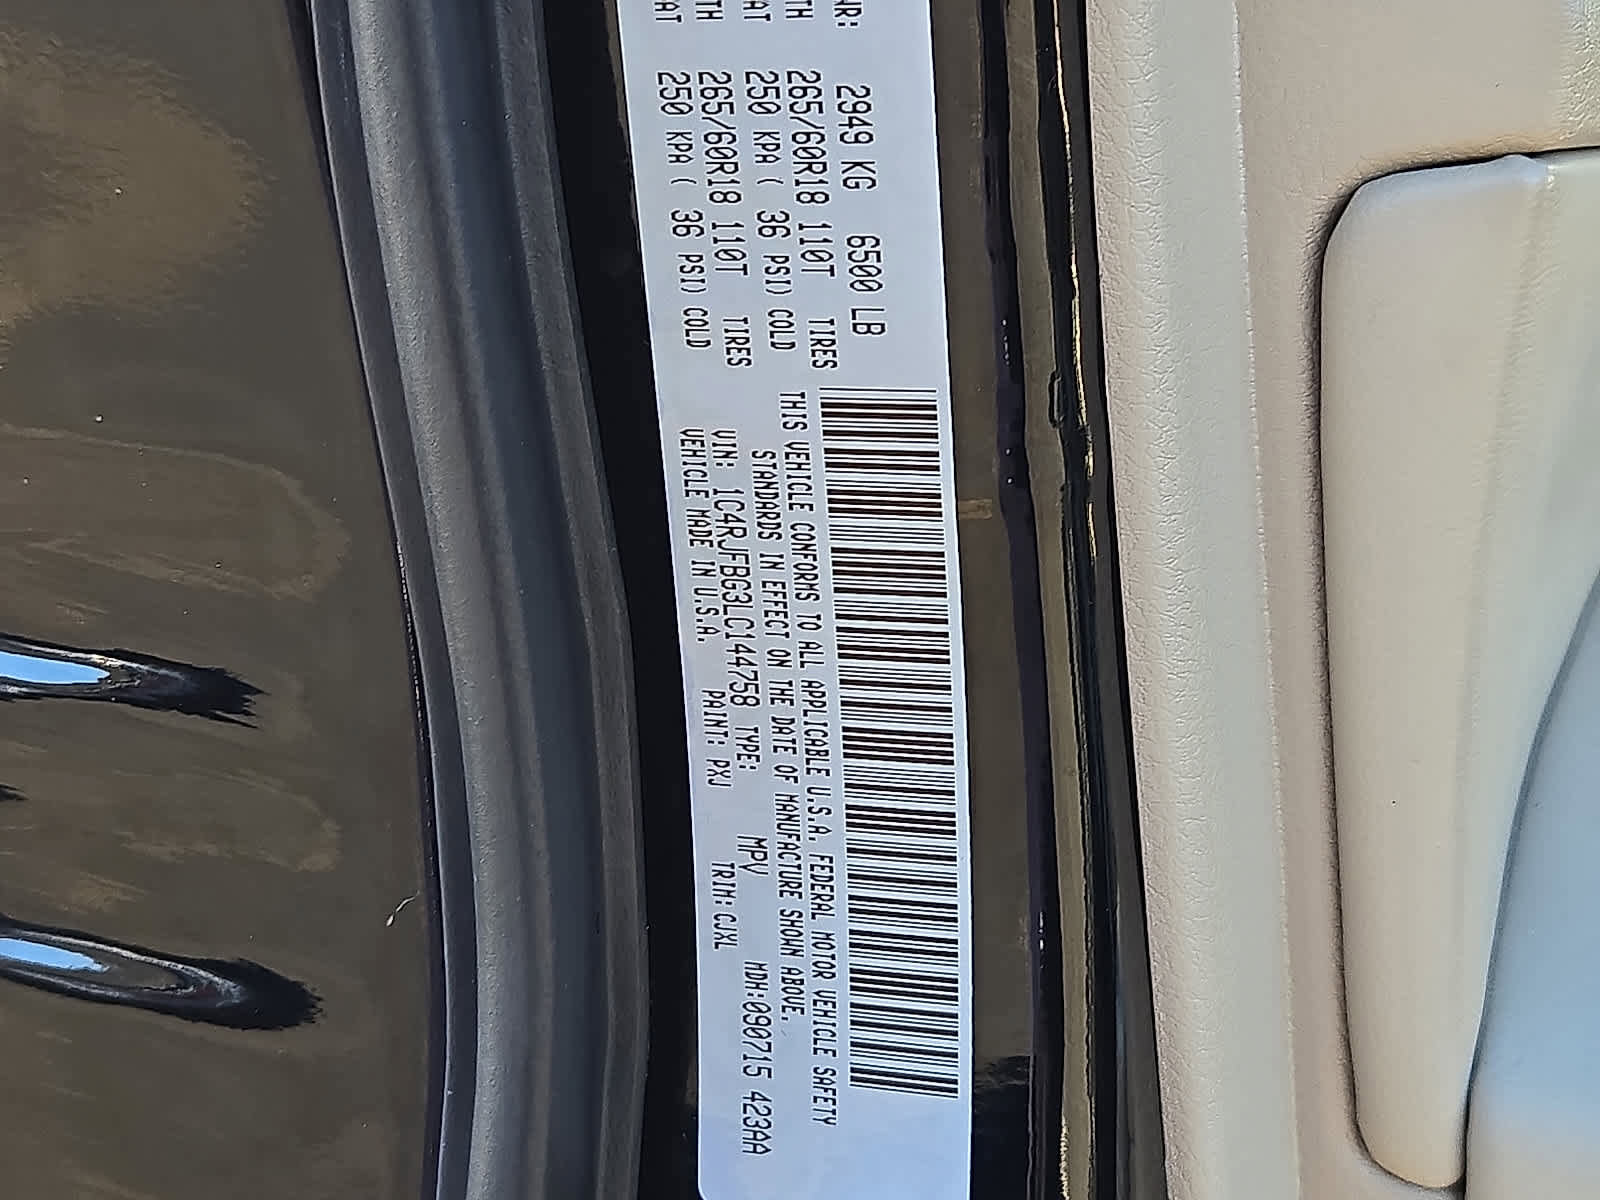 AR: 2949 KG 6500 LB
TH 265/60R18 110T TIRES
AT 250 KPA ( 36 PSI) COLD
TH 265/60R18 110T TIRES
AT 250 KPA ( 36 PSI) COLD
THIS VEHICLE CONFORMS TO ALL APPLICABLE U.S.A. FEDERAL MOTOR VEHICLE SAFETY
STANDARDS IN EFFECT ON THE DATE OF MANUFACTURE SHOWN ABOVE.
VIN: 1C4RJFBG3LC144758 TYPE: MPV MDH:090715 423AA
VEHICLE MADE IN U.S.A. PAINT: PXJ TRIM: CJXL